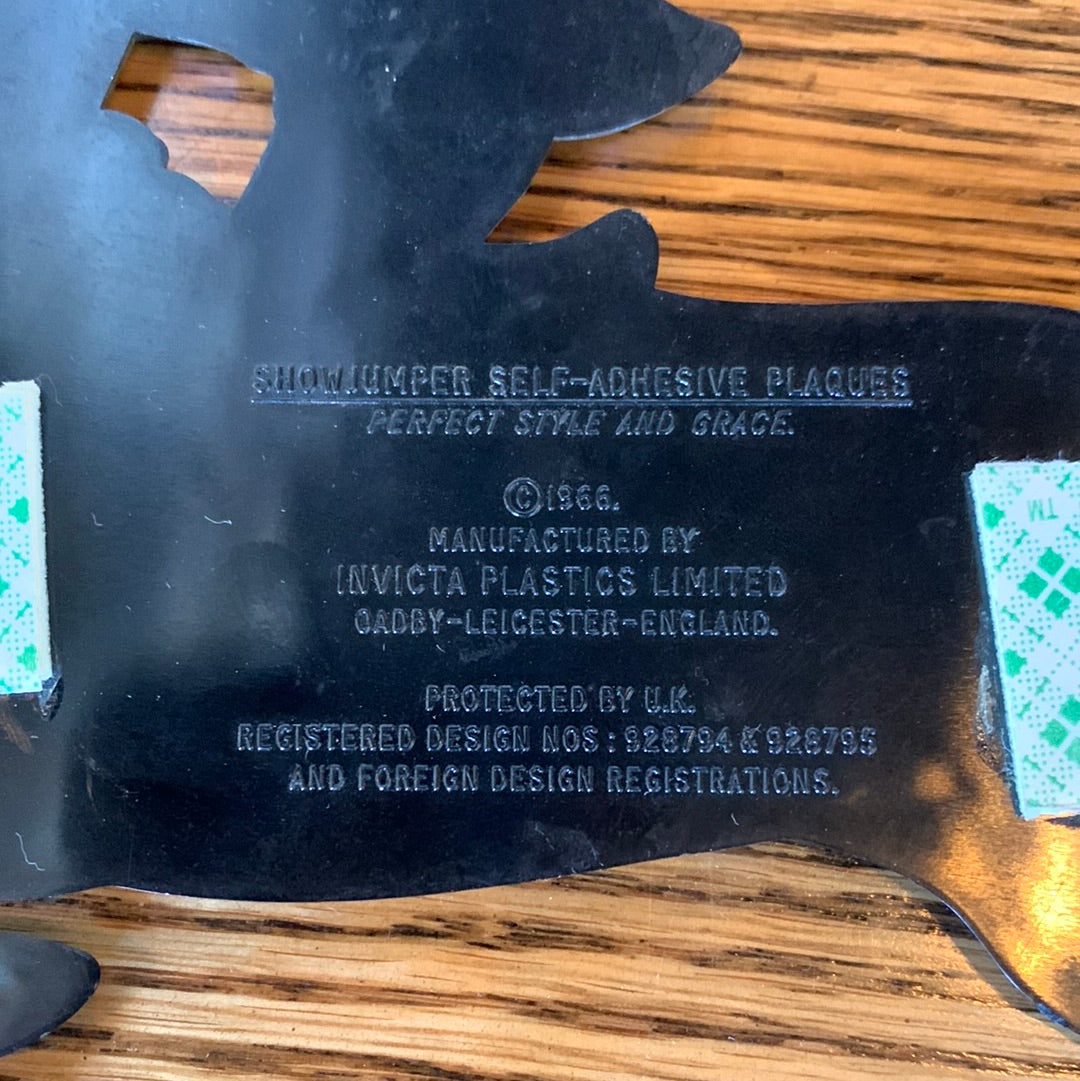 SHOWJUMPER SELF-ADHESIVE PLAQUES
PERFECT STYLE AND GRACE.
©1966.
MANUFACTURED BY
INVICTA PLASTICS LIMITED
OADBY-LEICESTER-ENGLAND.
PROTECTED BY U.K.
REGISTERED DESIGN NOS: 928794 & 928795
AND FOREIGN DESIGN REGISTRATIONS.
TM